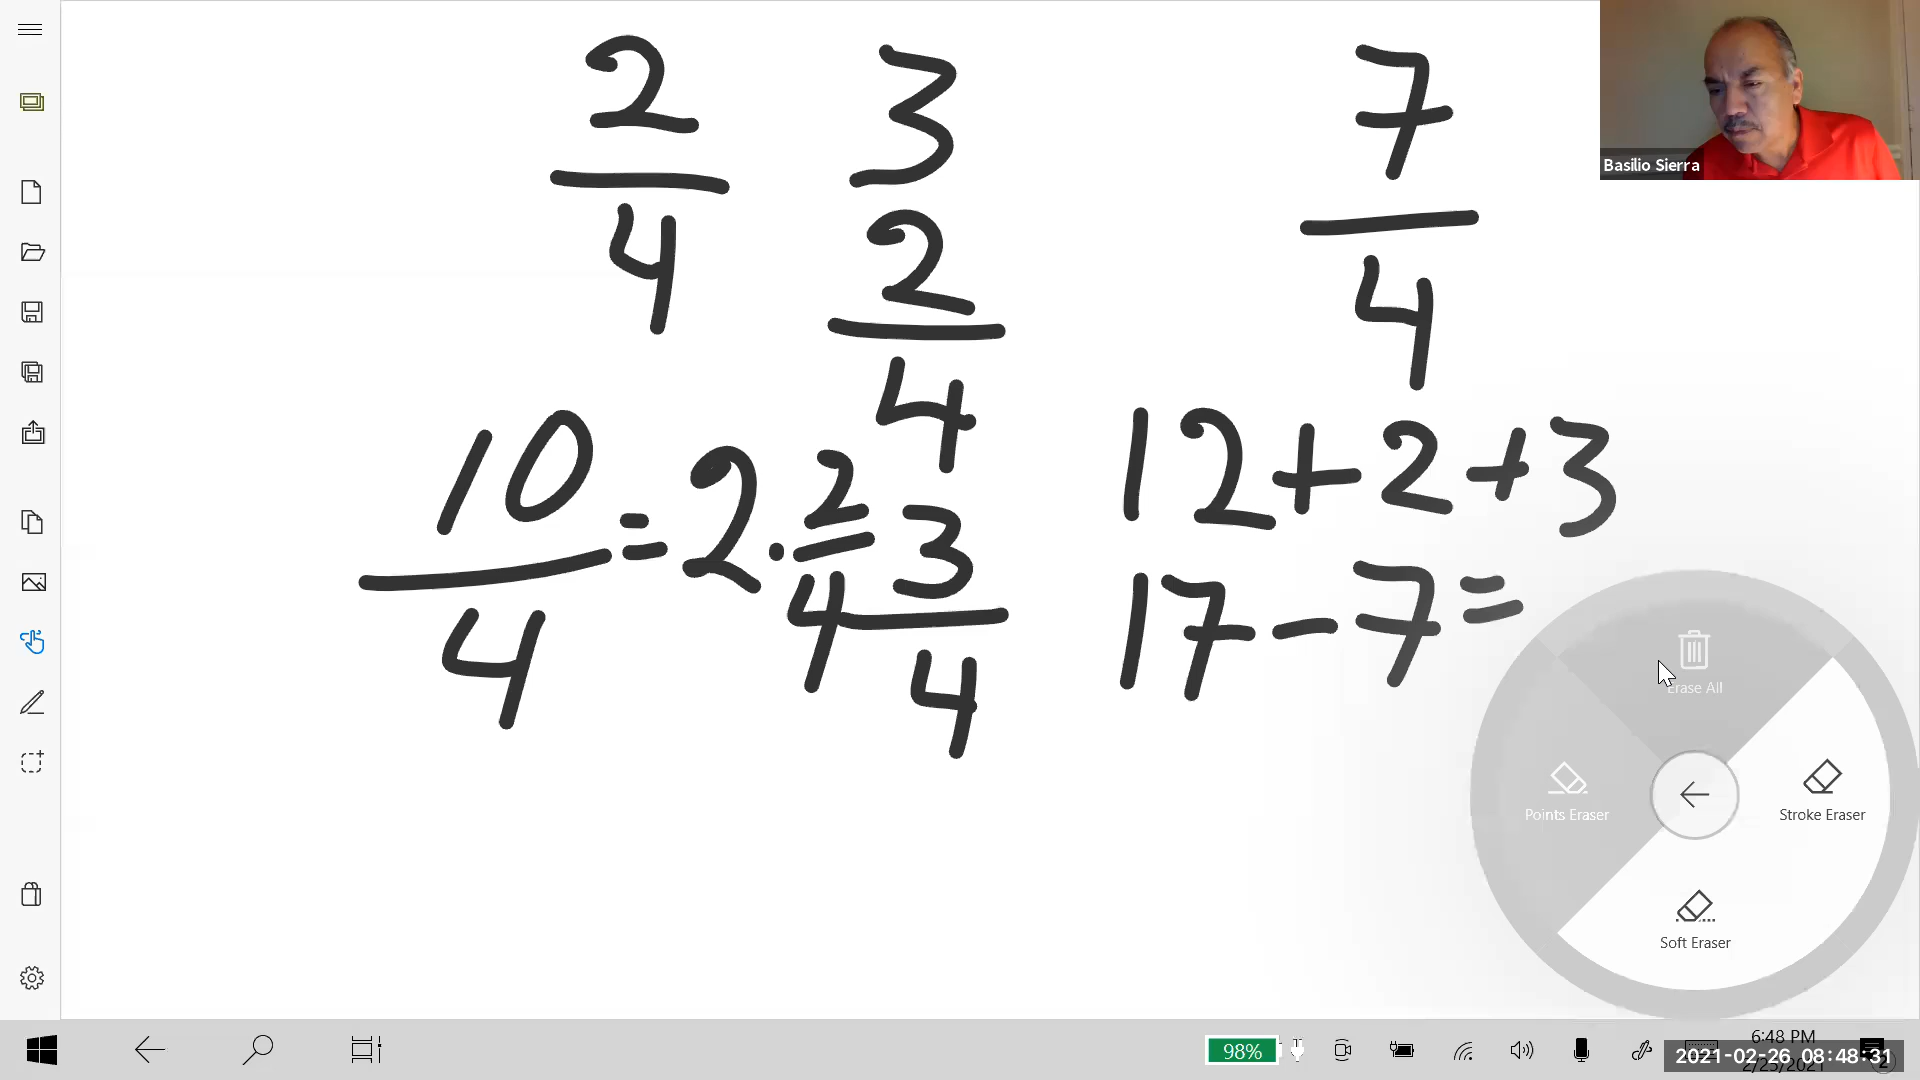 2 3 7
4 2 4
4
10 = 2 . 2 3 12 + 2 + 3
4 4 4 17 - 7 =
Basilio Sierra
Erase All
Points Eraser
Stroke Eraser
Soft Eraser
98%
6:48 PM
2021-02-26 08:48:31